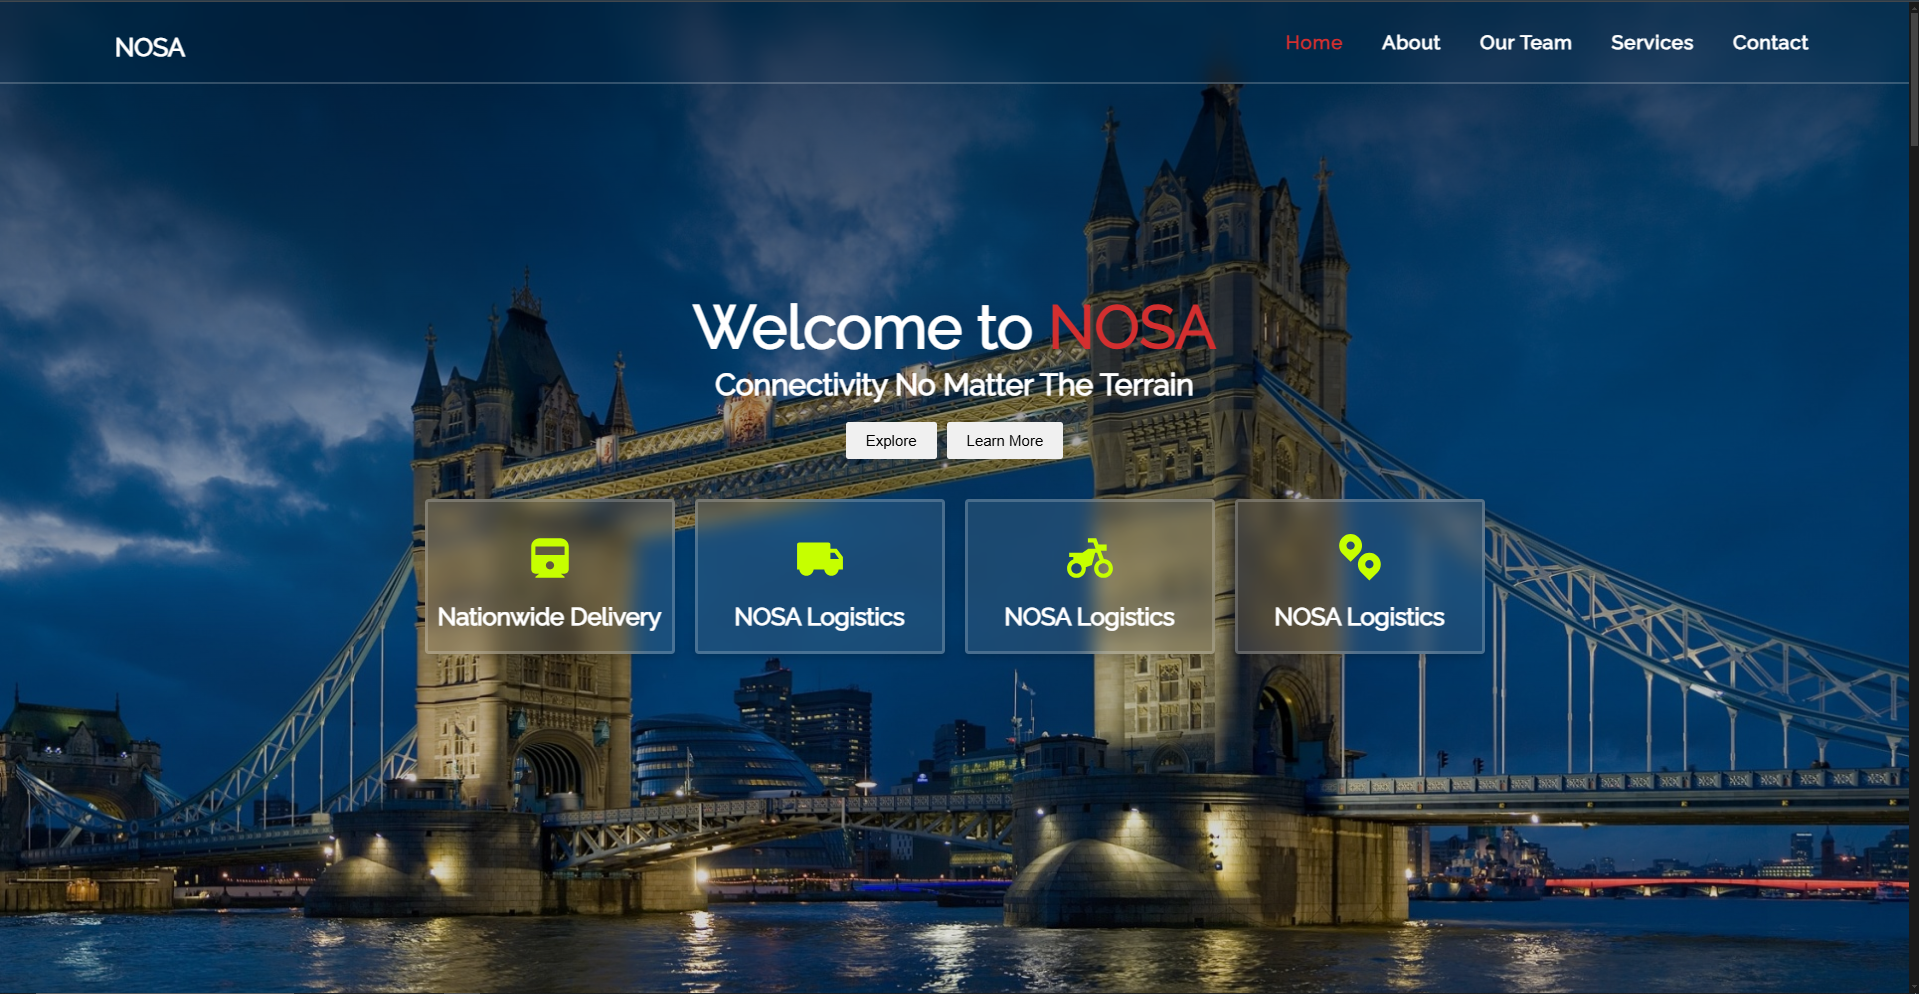 NOSA
Home About Our Team Services Contact
Welcome to NOSA
Connectivity No Matter The Terrain
Explore Learn More
Nationwide Delivery
NOSA Logistics
NOSA Logistics
NOSA Logistics